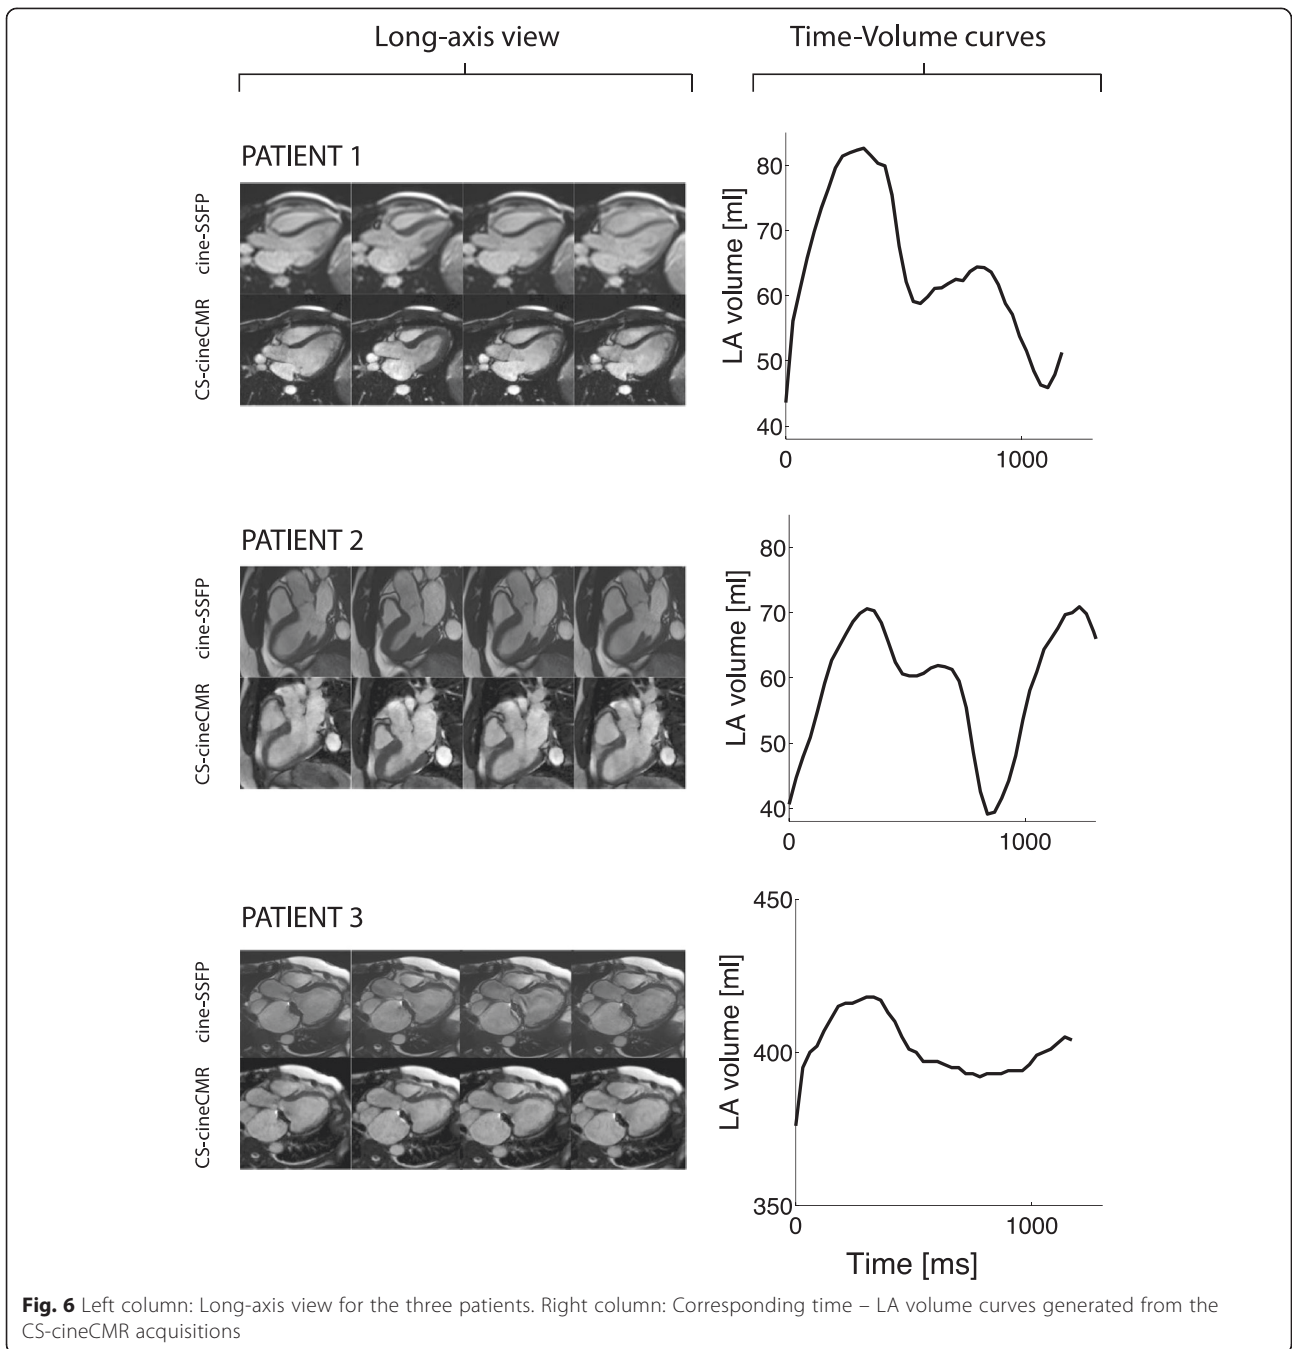 Long-axis view
Time-Volume curves
PATIENT 1
cine-SSFP
CS-cineCMR
LA volume [ml]
80
70
60
50
40
0
1000
PATIENT 2
cine-SSFP
CS-cineCMR
LA volume [ml]
80
70
60
50
40
0
1000
PATIENT 3
cine-SSFP
CS-cineCMR
LA volume [ml]
450
400
350
0
1000
Time [ms]
Fig. 6 Left column: Long-axis view for the three patients. Right column: Corresponding time – LA volume curves generated from the
CS-cineCMR acquisitions